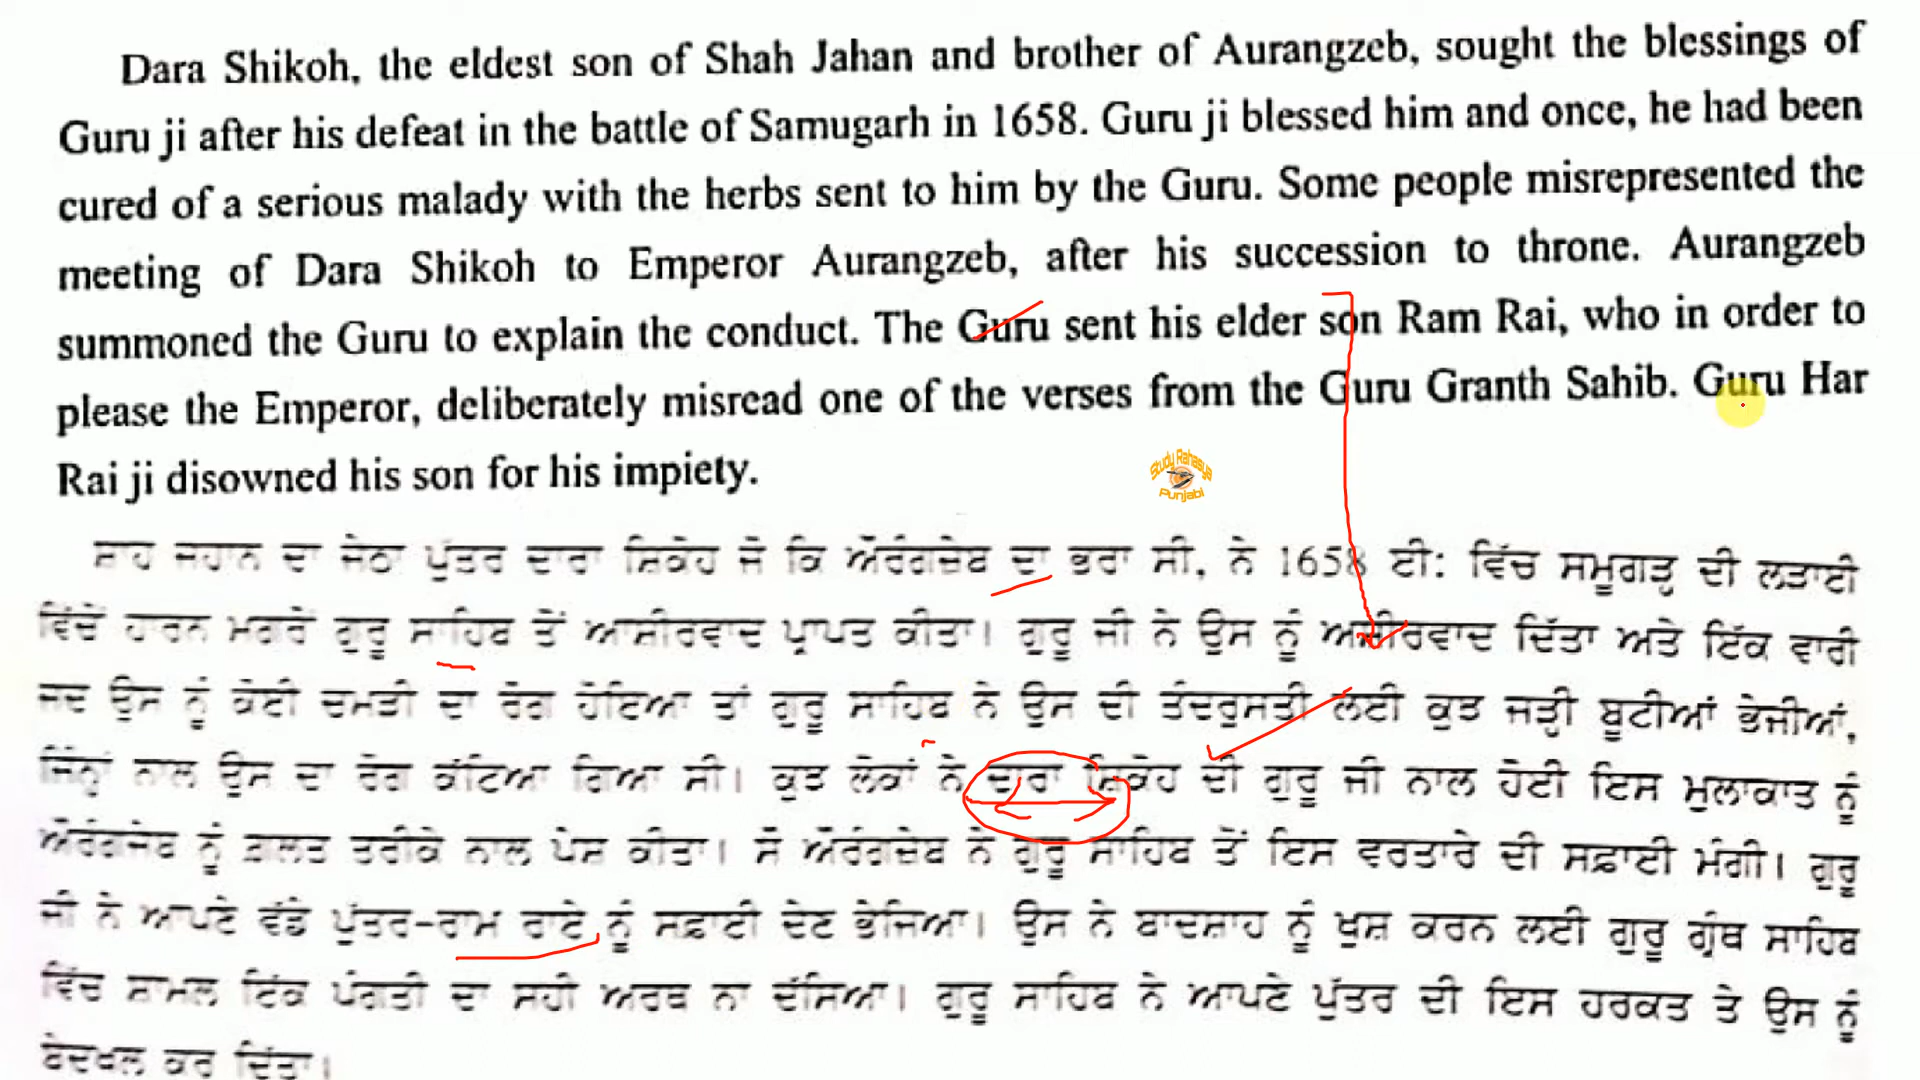 Dara Shikoh, the eldest son of Shah Jahan and brother of Aurangzeb, sought the blessings of
Guru ji after his defeat in the battle of Samugarh in 1658. Guru ji blessed him and once, he had been
cured of a serious malady with the herbs sent to him by the Guru. Some people misrepresented the
meeting of Dara Shikoh to Emperor Aurangzeb, after his succession to throne. Aurangzeb
summoned the Guru to explain the conduct. The Guru sent his elder son Ram Rai, who in order to
please the Emperor, deliberately misread one of the verses from the Guru Granth Sahib. Guru Har
Rai ji disowned his son for his impiety.
Study Rahasya
Punjabi
ਸ਼ਾਹ ਜਹਾਨ ਦਾ ਜੇਠਾ ਪੁੱਤਰ ਦਾਰਾ ਸ਼ਿਕੋਹ ਜੋ ਕਿ ਔਰੰਗਜ਼ੇਬ ਦਾ ਭਰਾ ਸੀ, ਨੇ 1658 ਈ: ਵਿੱਚ ਸਮੂਗੜ੍ਹ ਦੀ ਲੜਾਈ
ਵਿੱਚੋਂ ਹਾਰਨ ਮਗਰੋਂ ਗੁਰੂ ਸਾਹਿਬ ਤੋਂ ਆਸ਼ੀਰਵਾਦ ਪ੍ਰਾਪਤ ਕੀਤਾ। ਗੁਰੂ ਜੀ ਨੇ ਉਸ ਨੂੰ ਅਸ਼ੀਰਵਾਦ ਦਿੱਤਾ ਅਤੇ ਇੱਕ ਵਾਰੀ
ਜਦ ਉਸ ਨੂੰ ਕੋਈ ਚਮੜੀ ਦਾ ਰੋਗ ਹੋਇਆ ਤਾਂ ਗੁਰੂ ਸਾਹਿਬ ਨੇ ਉਸ ਦੀ ਤੰਦਰੁਸਤੀ ਲਈ ਕੁਝ ਜੜ੍ਹੀ ਬੂਟੀਆਂ ਭੇਜੀਆਂ,
ਜਿੰਨ੍ਹਾਂ ਨਾਲ ਉਸ ਦਾ ਰੋਗ ਕੱਟਿਆ ਗਿਆ ਸੀ। ਕੁਝ ਲੋਕਾਂ ਨੇ ਦਾਰਾ ਸ਼ਿਕੋਹ ਦੀ ਗੁਰੂ ਜੀ ਨਾਲ ਹੋਈ ਇਸ ਮੁਲਾਕਾਤ ਨੂੰ
ਔਰੰਗਜੇਬ ਨੂੰ ਗ਼ਲਤ ਤਰੀਕੇ ਨਾਲ ਪੇਸ਼ ਕੀਤਾ। ਸੋ ਔਰੰਗਜ਼ੇਬ ਨੇ ਗੁਰੂ ਸਾਹਿਬ ਤੋਂ ਇਸ ਵਰਤਾਰੇ ਦੀ ਸਫ਼ਾਈ ਮੰਗੀ। ਗੁਰੂ
ਜੀ ਨੇ ਆਪਣੇ ਵੱਡੇ ਪੁੱਤਰ-ਰਾਮ ਰਾਏ ਨੂੰ ਸਫ਼ਾਈ ਦੇਣ ਭੇਜਿਆ। ਉਸ ਨੇ ਬਾਦਸ਼ਾਹ ਨੂੰ ਖੁਸ਼ ਕਰਨ ਲਈ ਗੁਰੂ ਗ੍ਰੰਥ ਸਾਹਿਬ
ਵਿੱਚ ਸ਼ਾਮਲ ਇੱਕ ਪੰਗਤੀ ਦਾ ਸਹੀ ਅਰਥ ਨਾ ਦੱਸਿਆ। ਗੁਰੂ ਸਾਹਿਬ ਨੇ ਆਪਣੇ ਪੁੱਤਰ ਦੀ ਇਸ ਹਰਕਤ ਤੇ ਉਸ ਨੂੰ
ਬੇਦਖਲ ਕਰ ਦਿੱਤਾ।